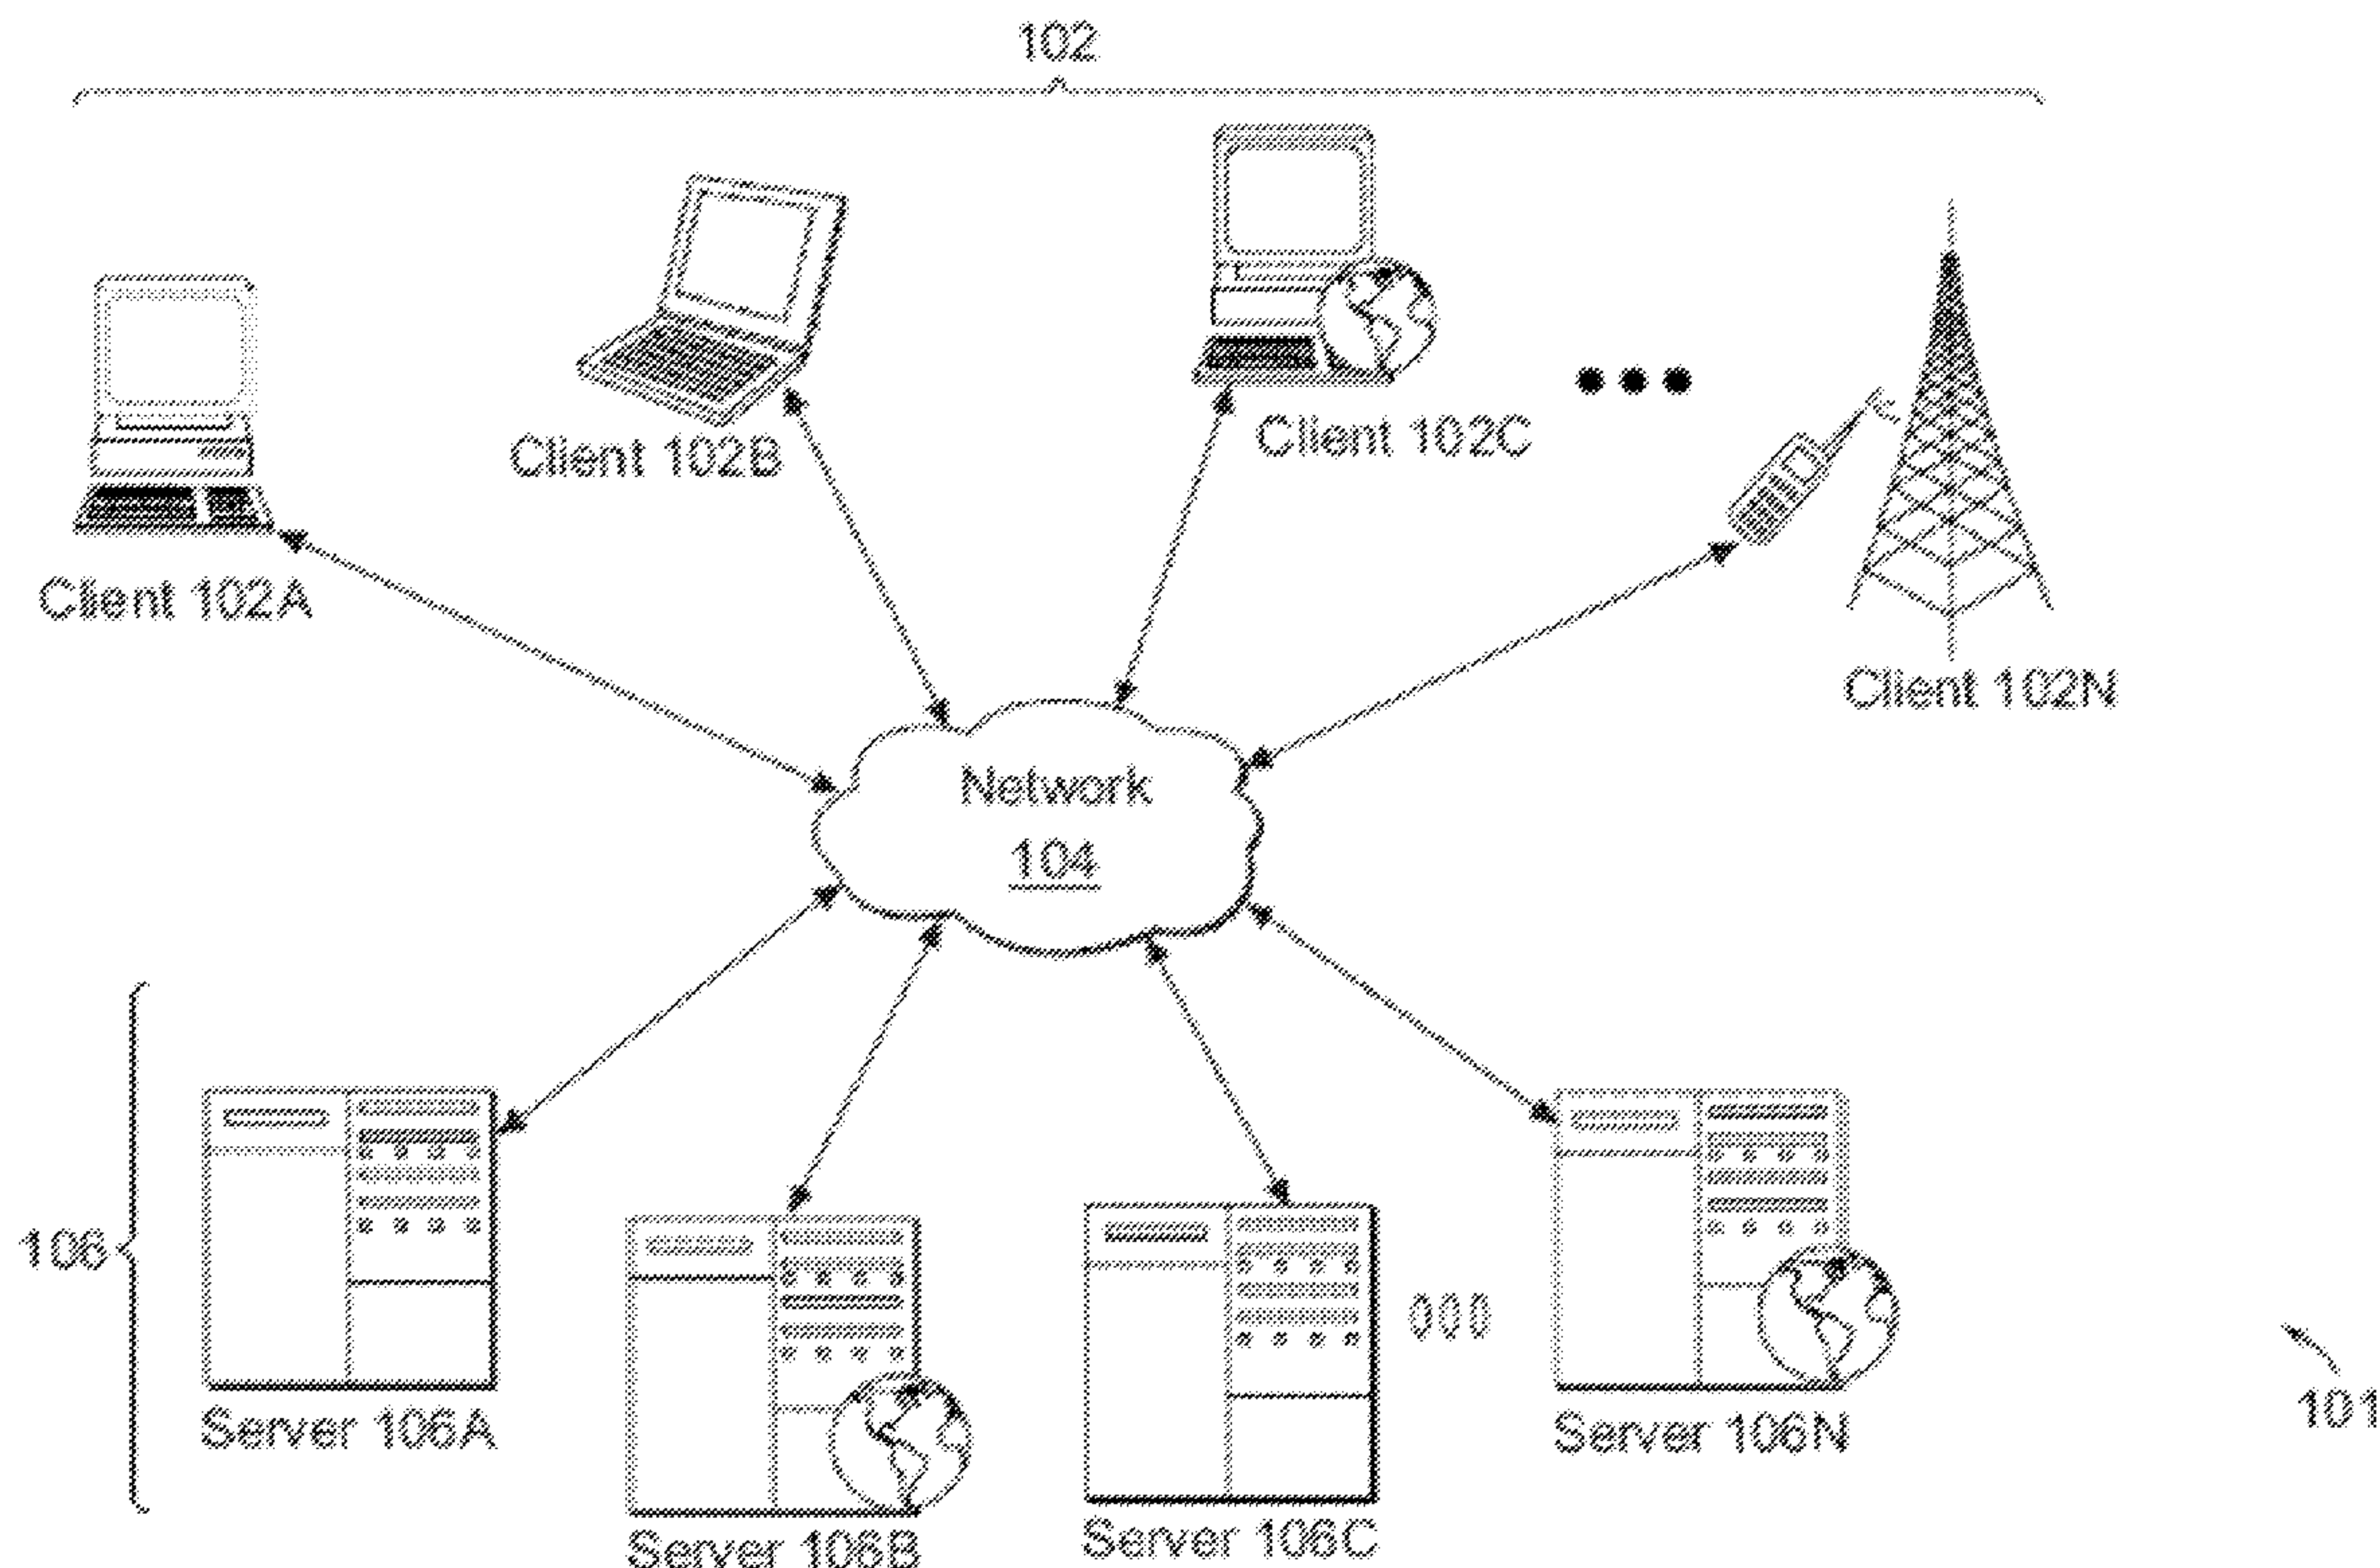 102
Client 102A
Client 102B
Client 102C
Client 102N
Network
104
106
Server 106A
Server 106B
Server 106C
000
Server 106N
101